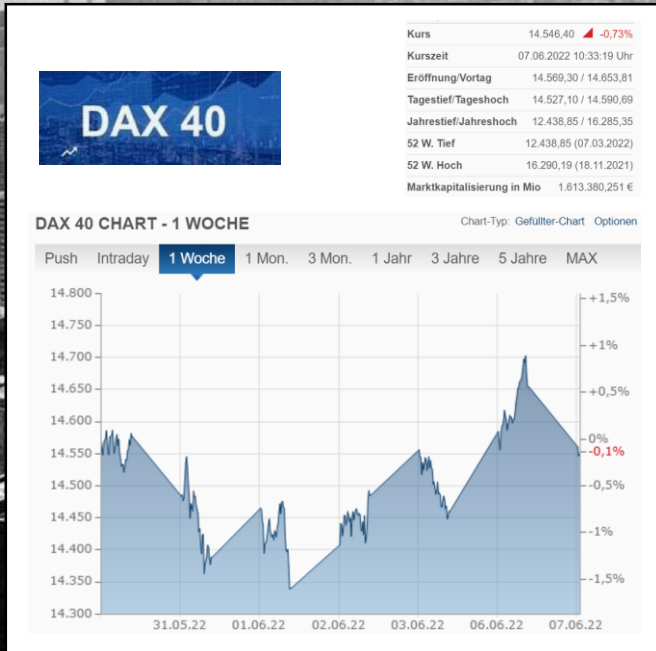 DAX 40
Kurs 14.546,40 -0,73%
Kurszeit 07.06.2022 10:33:19 Uhr
Eröffnung/Vortag 14.569,30 / 14.653,81
Tagestief/Tageshoch 14.527,10 / 14.590,69
Jahrestief/Jahreshoch 12.438,85 / 16.285,35
52 W. Tief 12.438,85 (07.03.2022)
52 W. Hoch 16.290,19 (18.11.2021)
Marktkapitalisierung in Mio 1.613.380,251 €
DAX 40 CHART - 1 WOCHE
Chart-Typ: Gefüllter-Chart Optionen
Push Intraday 1 Woche 1 Mon. 3 Mon. 1 Jahr 3 Jahre 5 Jahre MAX
14.800
+1,5%
14.750
14.700
+1%
14.650
+0,5%
14.600
0%
14.550
-0,1%
14.500
-0,5%
14.450
-1%
14.400
14.350
-1,5%
14.300
31.05.22 01.06.22 02.06.22 03.06.22 06.06.22 07.06.22